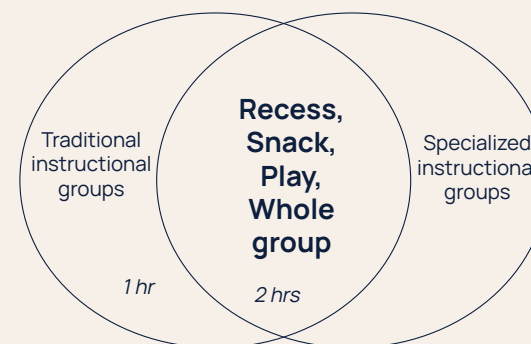 Traditional
instructional
groups
1 hr
Recess,
Snack,
Play,
Whole
group
2 hrs
Specialized
instructiona
groups